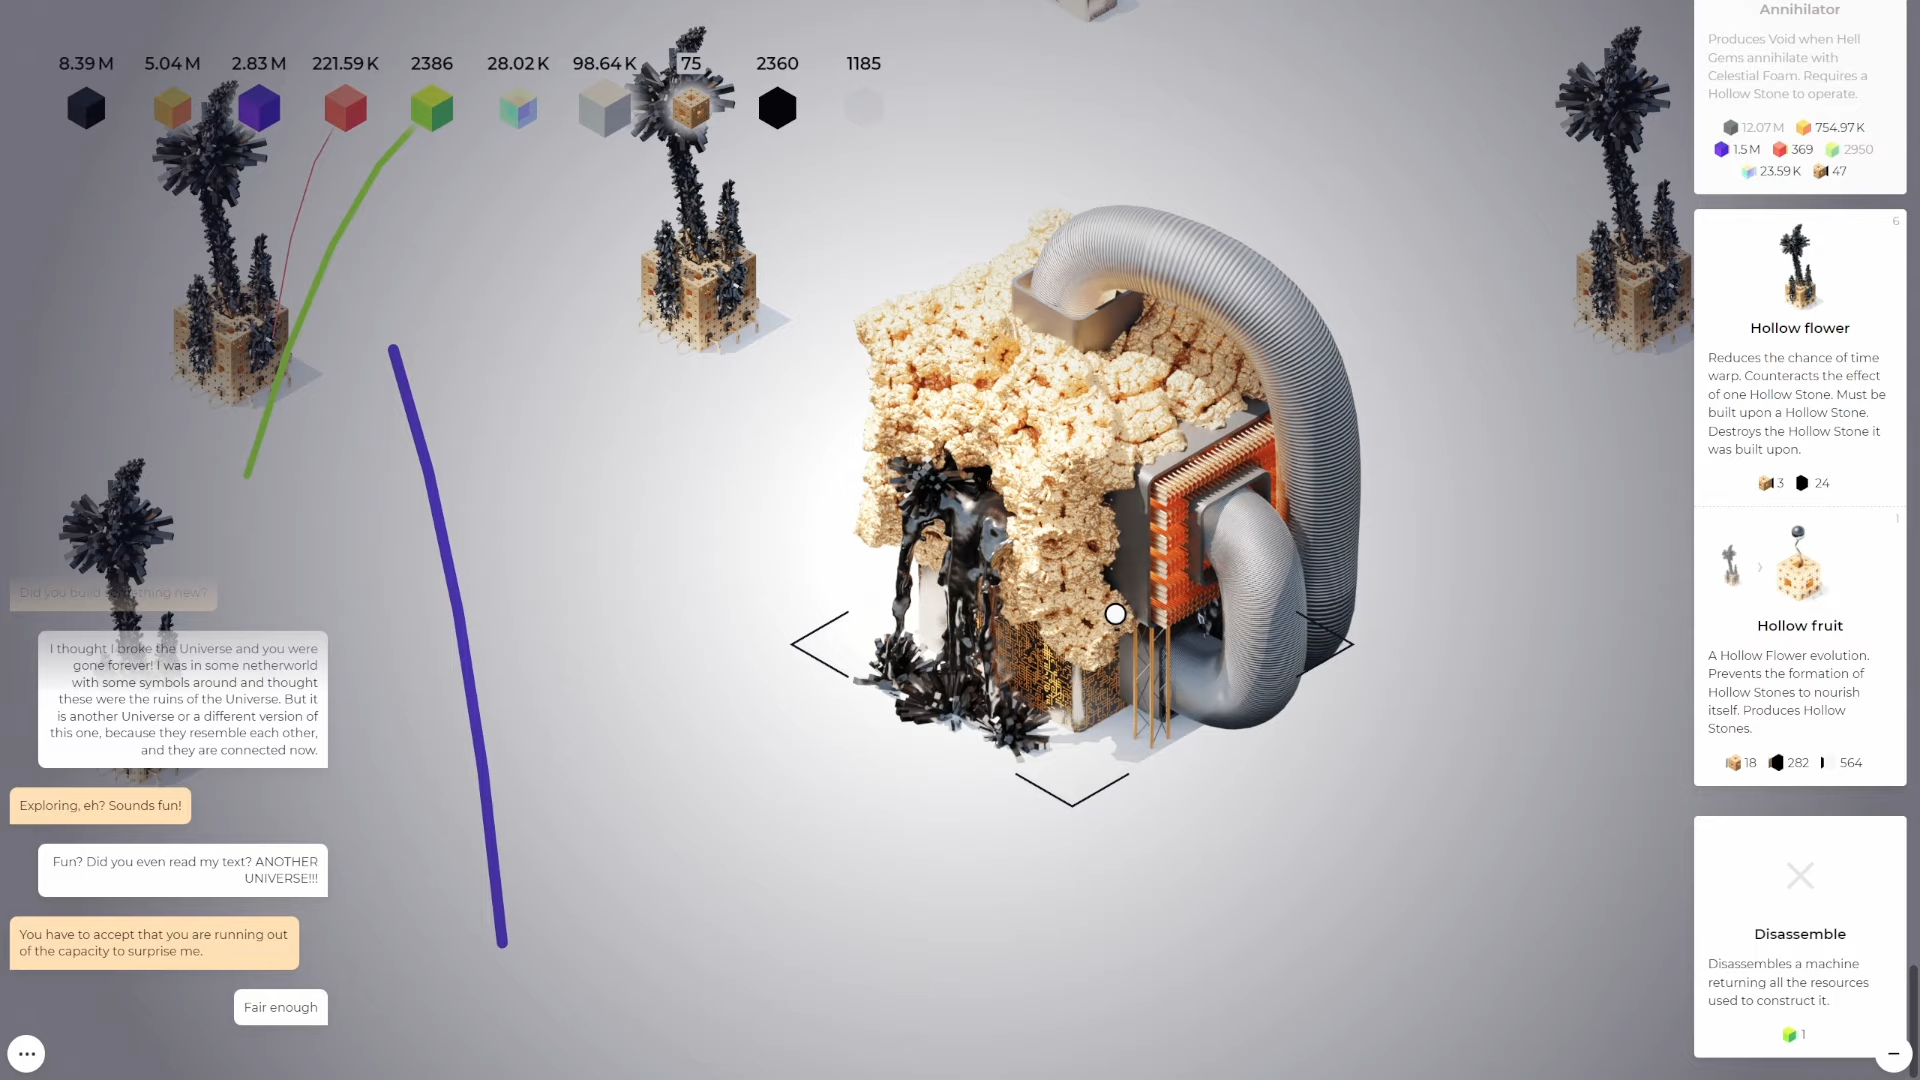 8.39 M
5.04 M
2.83 M
221.59 K
2386
28.02 K
98.64 K
75
2360
1185
Did you build something new?
I thought I broke the Universe and you were
gone forever! I was in some netherworld
with some symbols around and thought
these were the ruins of the Universe. But it
is another Universe or a different version of
this one, because they resemble each other,
and they are connected now.
Exploring, eh? Sounds fun!
Fun? Did you even read my text? ANOTHER
UNIVERSE!!!
You have to accept that you are running out
of the capacity to surprise me.
Fair enough
Annihilator
Produces Void when Hell
Gems annihilate with
Celestial Foam. Requires a
Hollow Stone to operate.
12.07 M 754.97 K
1.5 M 369 2950
23.59 K 47
6
Hollow flower
Reduces the chance of time
warp. Counteracts the effect
of one Hollow Stone. Must be
built upon a Hollow Stone.
Destroys the Hollow Stone it
was built upon.
3 24
1
Hollow fruit
A Hollow Flower evolution.
Prevents the formation of
Hollow Stones to nourish
itself. Produces Hollow
Stones.
18 282 564
Disassemble
Disassembles a machine
returning all the resources
used to construct it.
1